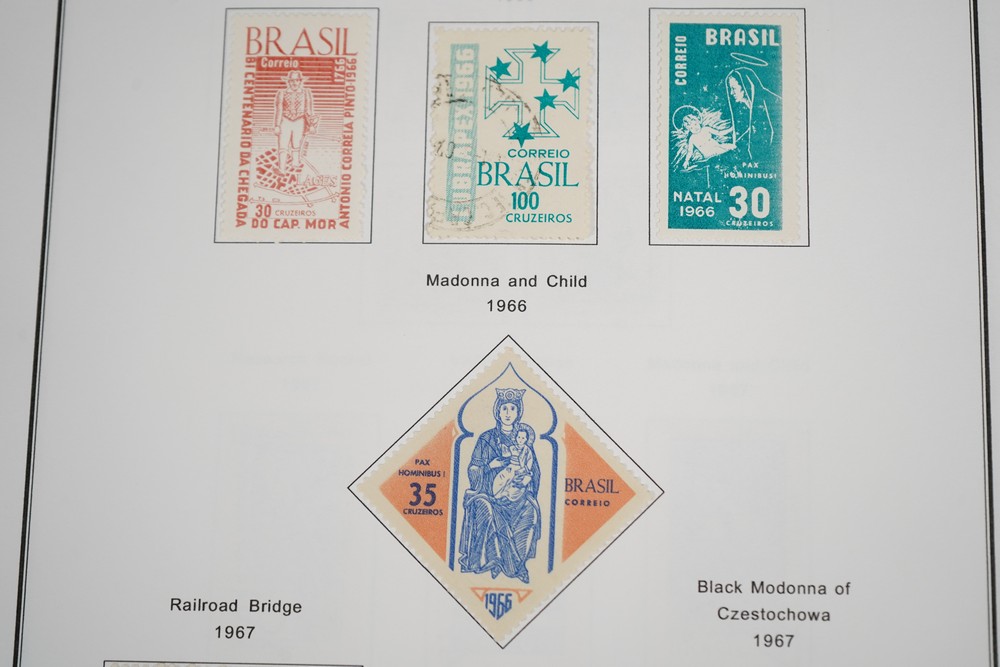 BRASIL
Correio
1766
1966
BI CENTENARIO DA CHEGADA
DO CAP. MOR
ANTONIO CORREIA PINTO
30 CRUZEIROS
LUBRAPEX 1966
CORREIO
BRASIL
100
CRUZEIROS
CORREIO
BRASIL
PAX
HOMINIBUS!
NATAL
1966
30
CRUZEIROS
Madonna and Child
1966
PAX
HOMINIBUS!
35
CRUZEIROS
BRASIL
CORREIO
1966
Railroad Bridge
1967
Black Modonna of
Czestochowa
1967